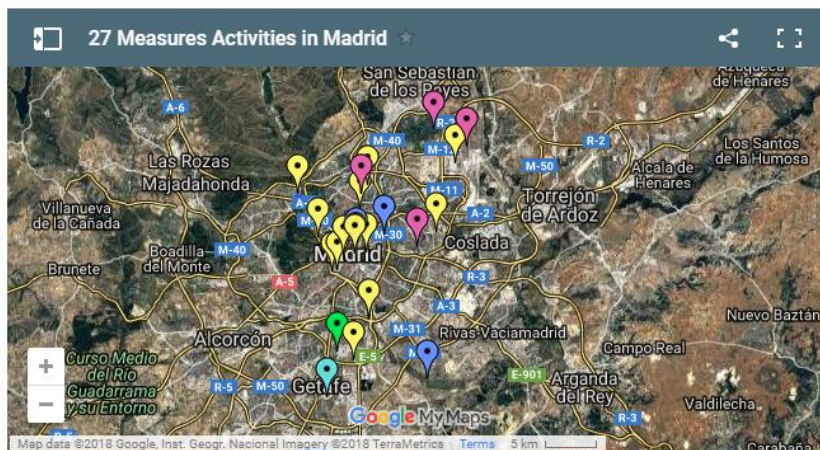 27 Measures Activities in Madrid
San Sebastián
de los Reyes
de Henares
A-6
R-2
M-40
Las Rozas
Majadahonda
M-50
R-2
Los Santos
de la Humosa
Alcala de
Henares
M-11
Torrejón
de Ardoz
Villanueva
de la Cañada
A-2
M-30
Coslada
Boadilla
del Monte
M-40
Madrid
Brunete
A-5
R-3
A-3
Nuevo Baztán
Alcorcón
M-31
Rivas-Vaciamadrid
Campo Real
Curso Medio
del Río
Guadarrama
y su Entorno
E-5
R-5
M-50
Getafe
E-901
Arganda
del Rey
Valdilecha
R-3
Google My Maps
Map data ©2018 Google, Inst. Geogr. Nacional Imagery ©2018 TerraMetrics Terms 5 km